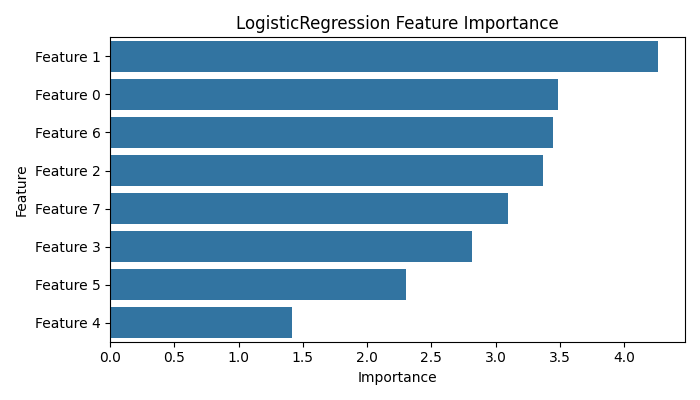 LogisticRegression Feature Importance
Feature 1
Feature 0
Feature 6
Feature 2
Feature 7
Feature 3
Feature 5
Feature 4
Feature
0.0 0.5 1.0 1.5 2.0 2.5 3.0 3.5 4.0
Importance